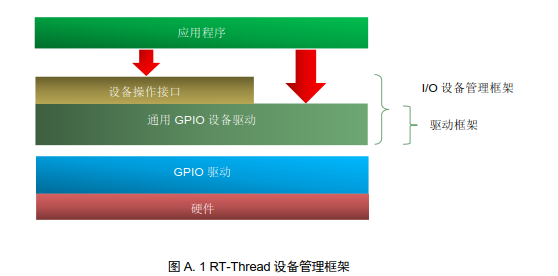 应用程序
设备操作接口
I/O 设备管理框架
通用 GPIO 设备驱动
驱动框架
GPIO 驱动
硬件
图 A. 1 RT-Thread 设备管理框架